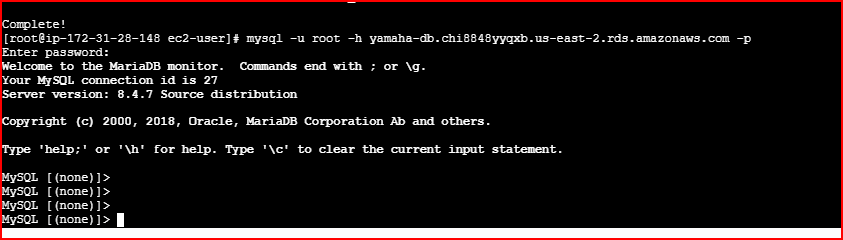 Complete!
[root@ip-172-31-28-148 ec2-user]# mysql -u root -h yamaha-db.chi8848yyqxb.us-east-2.rds.amazonaws.com -p
Enter password:
Welcome to the MariaDB monitor.  Commands end with ; or \g.
Your MySQL connection id is 27
Server version: 8.4.7 Source distribution
Copyright (c) 2000, 2018, Oracle, MariaDB Corporation Ab and others.
Type 'help;' or '\h' for help. Type '\c' to clear the current input statement.
MySQL [(none)]>
MySQL [(none)]>
MySQL [(none)]>
MySQL [(none)]>